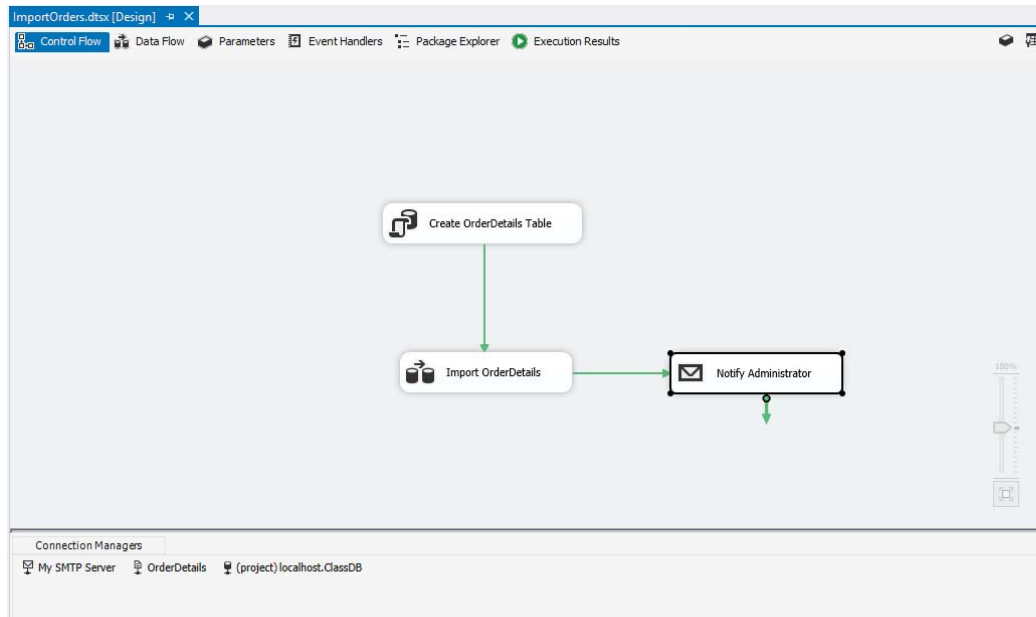 ImportOrders.dtsx [Design]
Control Flow Data Flow Parameters Event Handlers Package Explorer Execution Results
Create OrderDetails Table
Import OrderDetails Notify Administrator
100%
Connection Managers
My SMTP Server OrderDetails (project) localhost.ClassDB